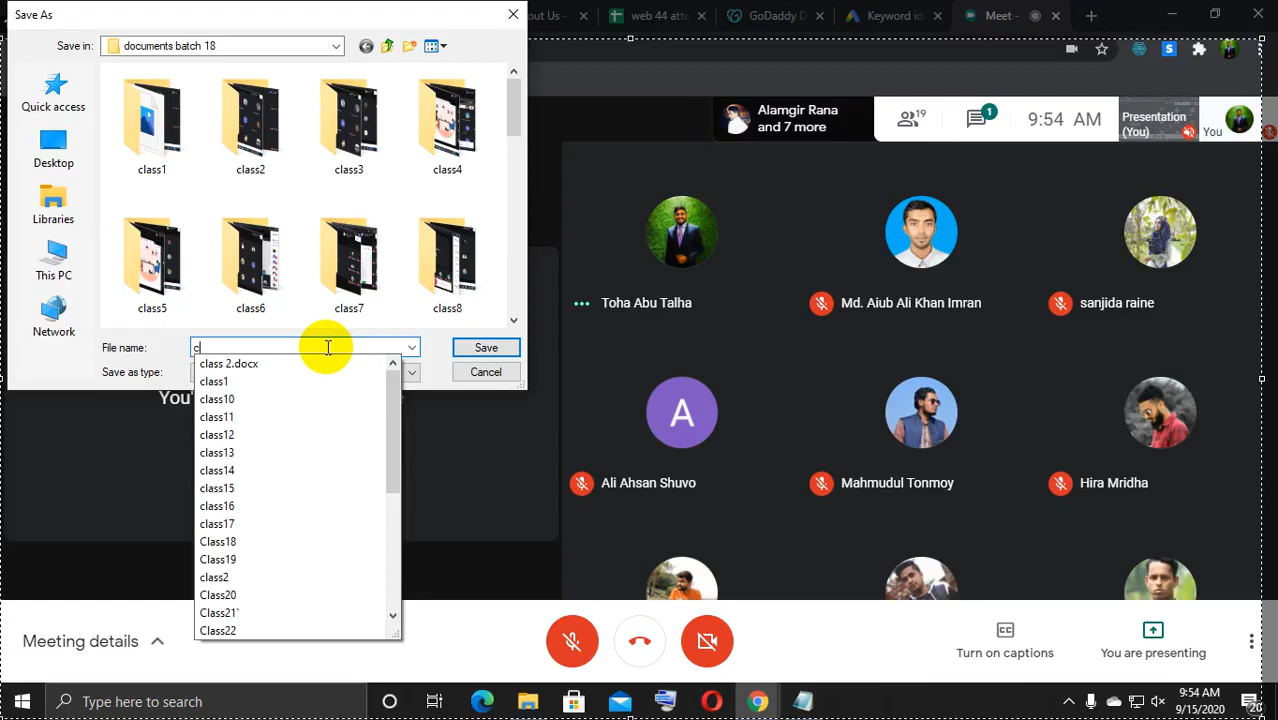 Save As
Save in:
documents batch 18
Quick access
Desktop
Libraries
This PC
Network
class1
class2
class3
class4
class5
class6
class7
class8
File name:
c
Save
Save as type:
Cancel
class 2.docx
class1
class10
class11
class12
class13
class14
class15
class16
class17
Class18
Class19
class2
Class20
Class21`
Class22
out Us -
web 44 atta
GoDaddy D
Keyword id
Meet -
S
Alamgir Rana
and 7 more
19
1
9:54 AM
Presentation
(You)
You
You'
Toha Abu Talha
Md. Aiub Ali Khan Imran
sanjida raine
A
Ali Ahsan Shuvo
Mahmudul Tonmoy
Hira Mridha
Meeting details
CC
Turn on captions
You are presenting
Type here to search
9:54 AM
9/15/2020
20